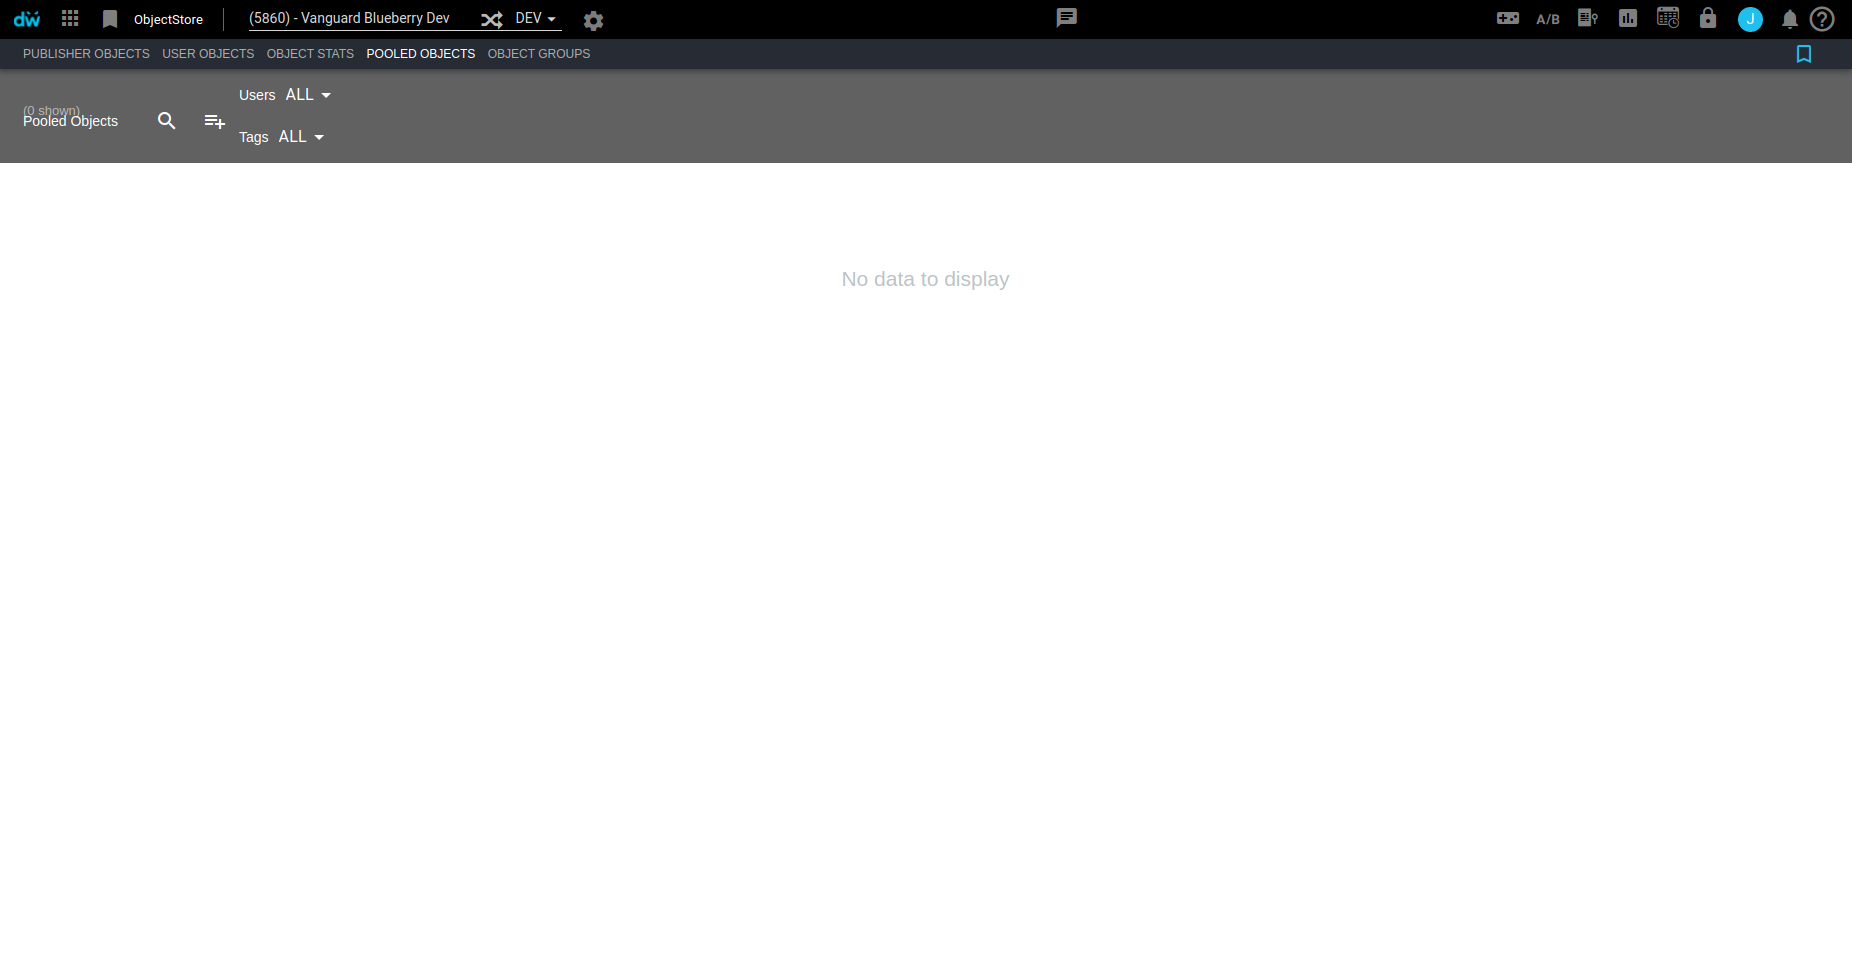 dw ObjectStore (5860) - Vanguard Blueberry Dev DEV A/B J
PUBLISHER OBJECTS USER OBJECTS OBJECT STATS POOLED OBJECTS OBJECT GROUPS
Users ALL
(0 shown)
Pooled Objects
Tags ALL
No data to display